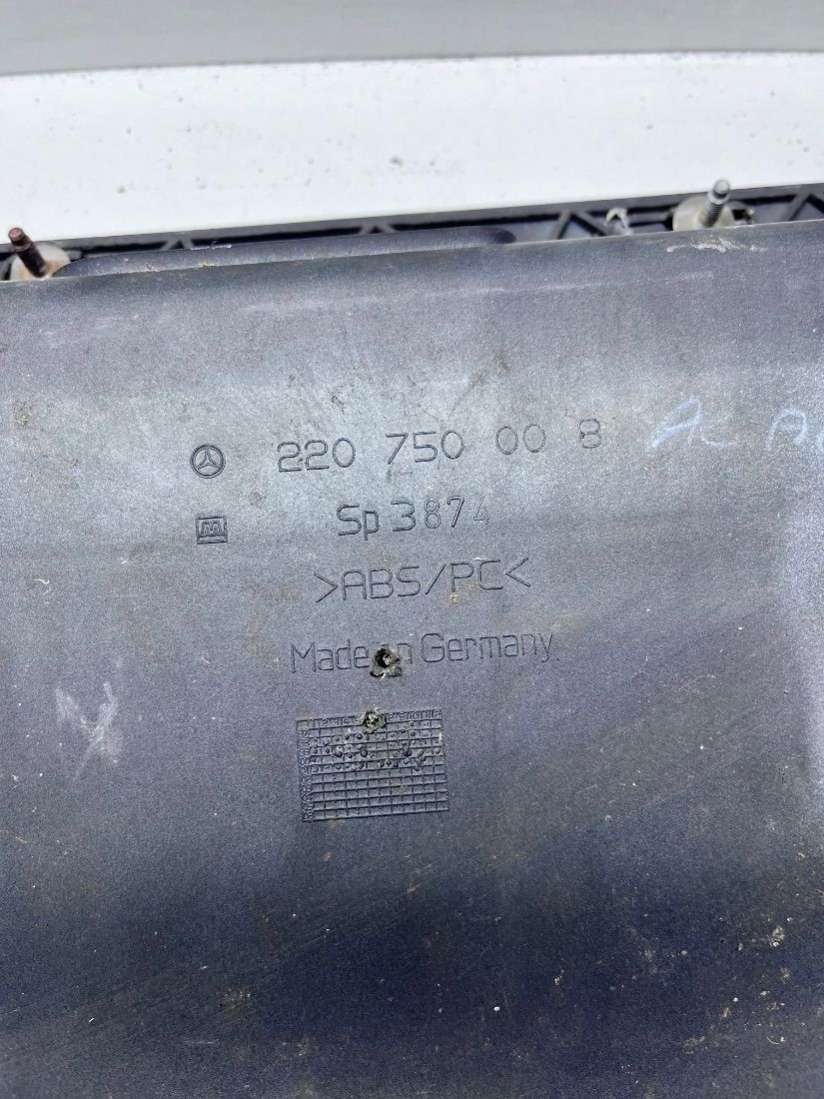 220 750 00 8
Sp 3874
>ABS/PC<
Made in Germany